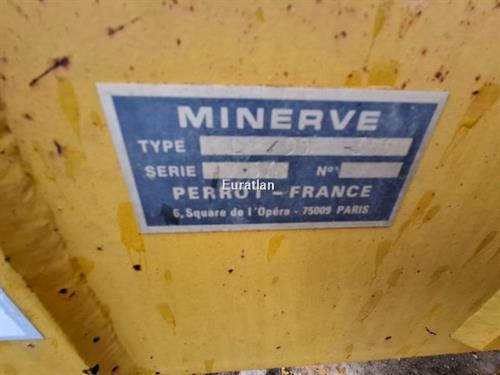 MINERVE
TYPE
SERIE N°
PERROT - FRANCE
Euratlan
6, Square de l'Opéra - 75009 PARIS